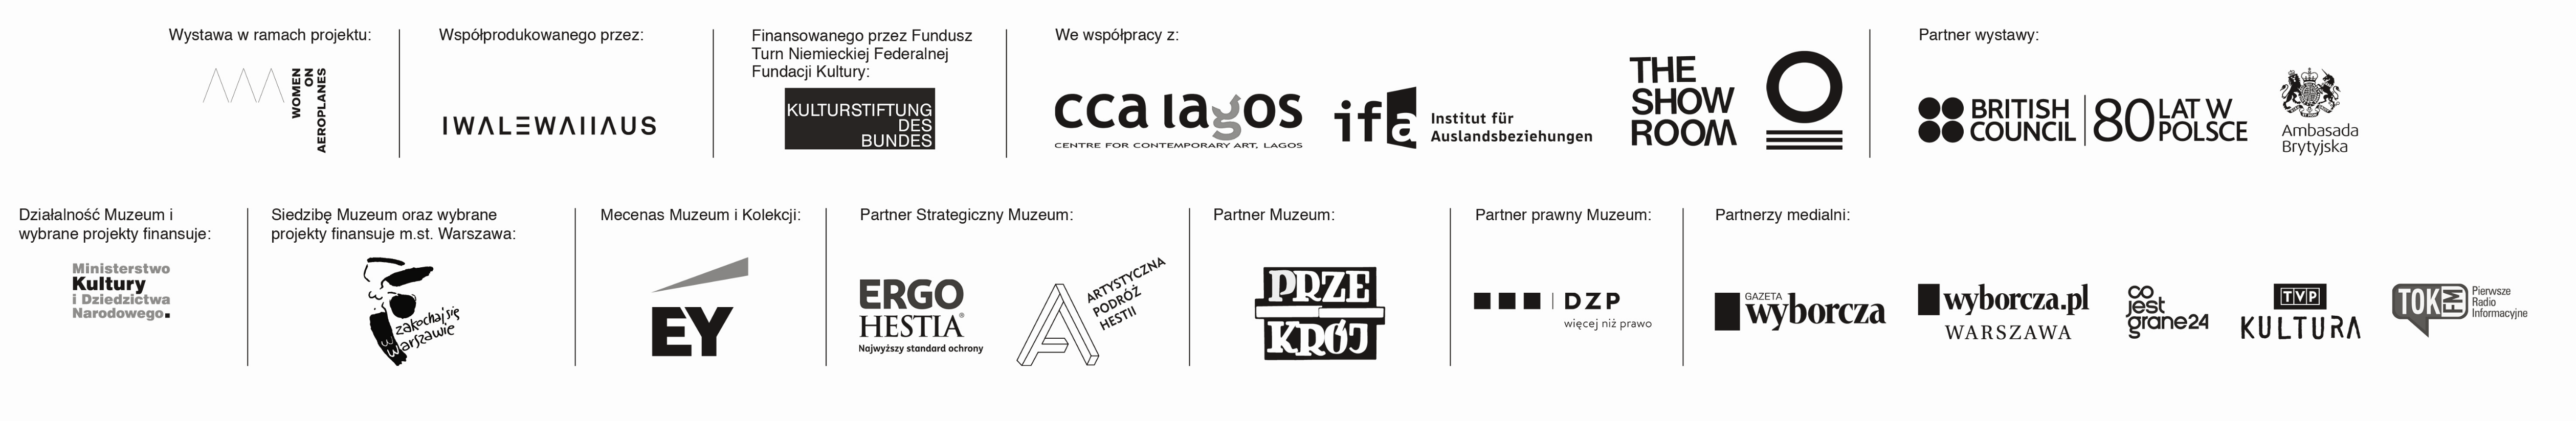 Wystawa w ramach projektu:
WOMEN
ON
AEROPLANES
Współprodukowanego przez:
IWALEWAHAUS
Finansowanego przez Fundusz
Turn Niemieckiej Federalnej
Fundacji Kultury:
KULTURSTIFTUNG
DES
BUNDES
We współpracy z:
cca lagos
CENTRE FOR CONTEMPORARY ART, LAGOS
ifa
Institut für
Auslandsbeziehungen
THE
SHOW
ROOM
Partner wystawy:
BRITISH
COUNCIL
80 LAT W
POLSCE
Ambasada
Brytyjska
Działalność Muzeum i
wybrane projekty finansuje:
Ministerstwo
Kultury
i Dziedzictwa
Narodowego.
Siedzibę Muzeum oraz wybrane
projekty finansuje m.st. Warszawa:
zakochaj się
w warszawie
Mecenas Muzeum i Kolekcji:
EY
Partner Strategiczny Muzeum:
ERGO
HESTIA®
Najwyższy standard ochrony
ARTYSTYCZNA
PODRÓŻ
HESTII
Partner Muzeum:
PRZE
KRÓJ
Partner prawny Muzeum:
DZP
więcej niż prawo
Partnerzy medialni:
GAZETA
wyborcza
wyborcza.pl
WARSZAWA
co
jest
grane24
TVP
KULTURA
TOK FM
Pierwsze
Radio
Informacyjne